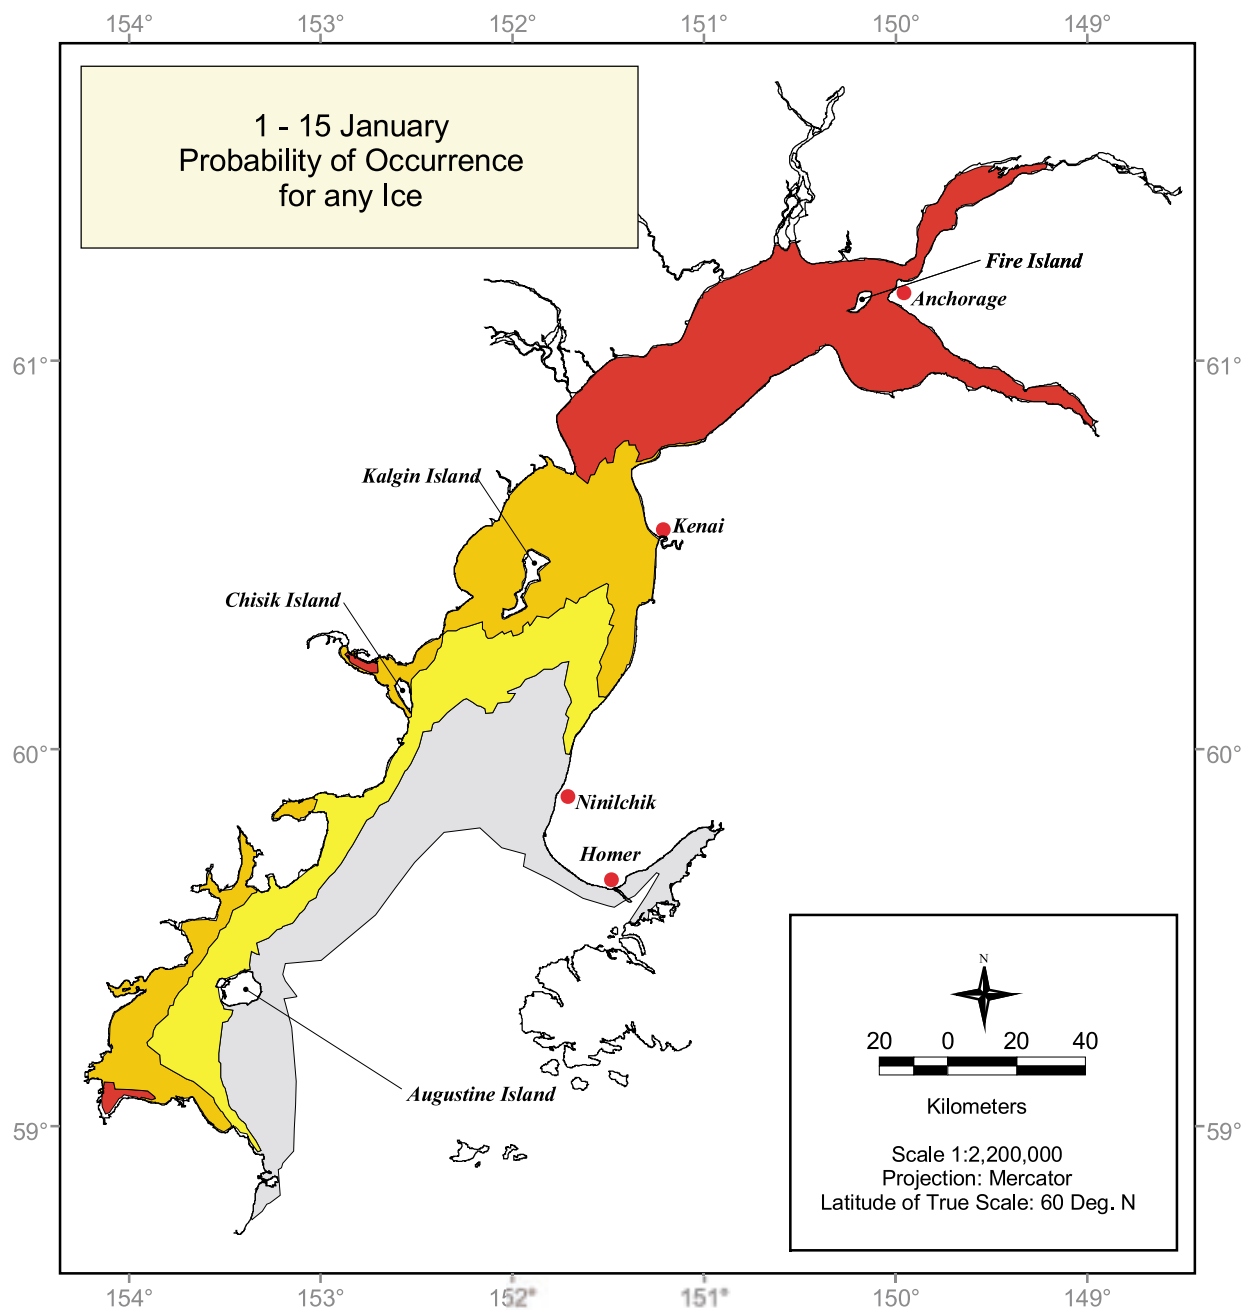 154° 153° 152° 151° 150° 149°
1 - 15 January
Probability of Occurrence
for any Ice
Fire Island
Anchorage
61° 61°
Kalgin Island
Kenai
Chisik Island
60° 60°
Ninilchik
Homer
N
20 0 20 40
Augustine Island
Kilometers
59° 59°
Scale 1:2,200,000
Projection: Mercator
Latitude of True Scale: 60 Deg. N
154° 153° 152° 151° 150° 149°